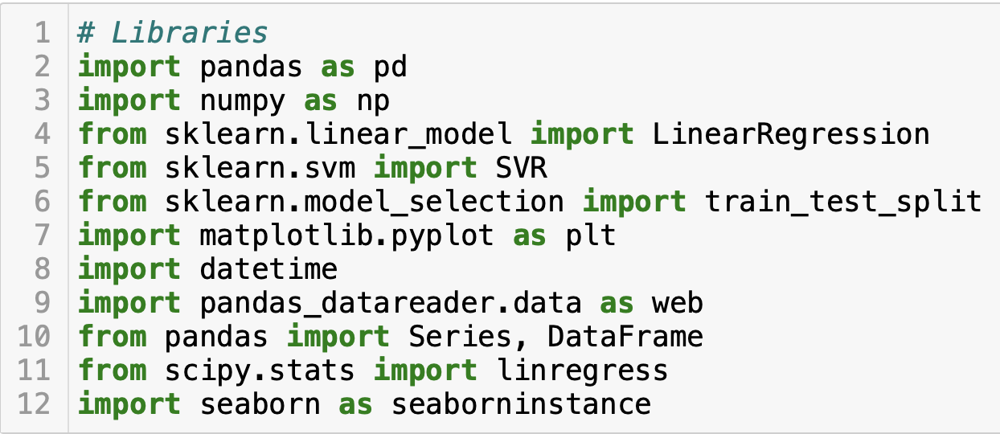 1 # Libraries
2 import pandas as pd
3 import numpy as np
4 from sklearn.linear_model import LinearRegression
5 from sklearn.svm import SVR
6 from sklearn.model_selection import train_test_split
7 import matplotlib.pyplot as plt
8 import datetime
9 import pandas_datareader.data as web
10 from pandas import Series, DataFrame
11 from scipy.stats import linregress
12 import seaborn as seaborninstance